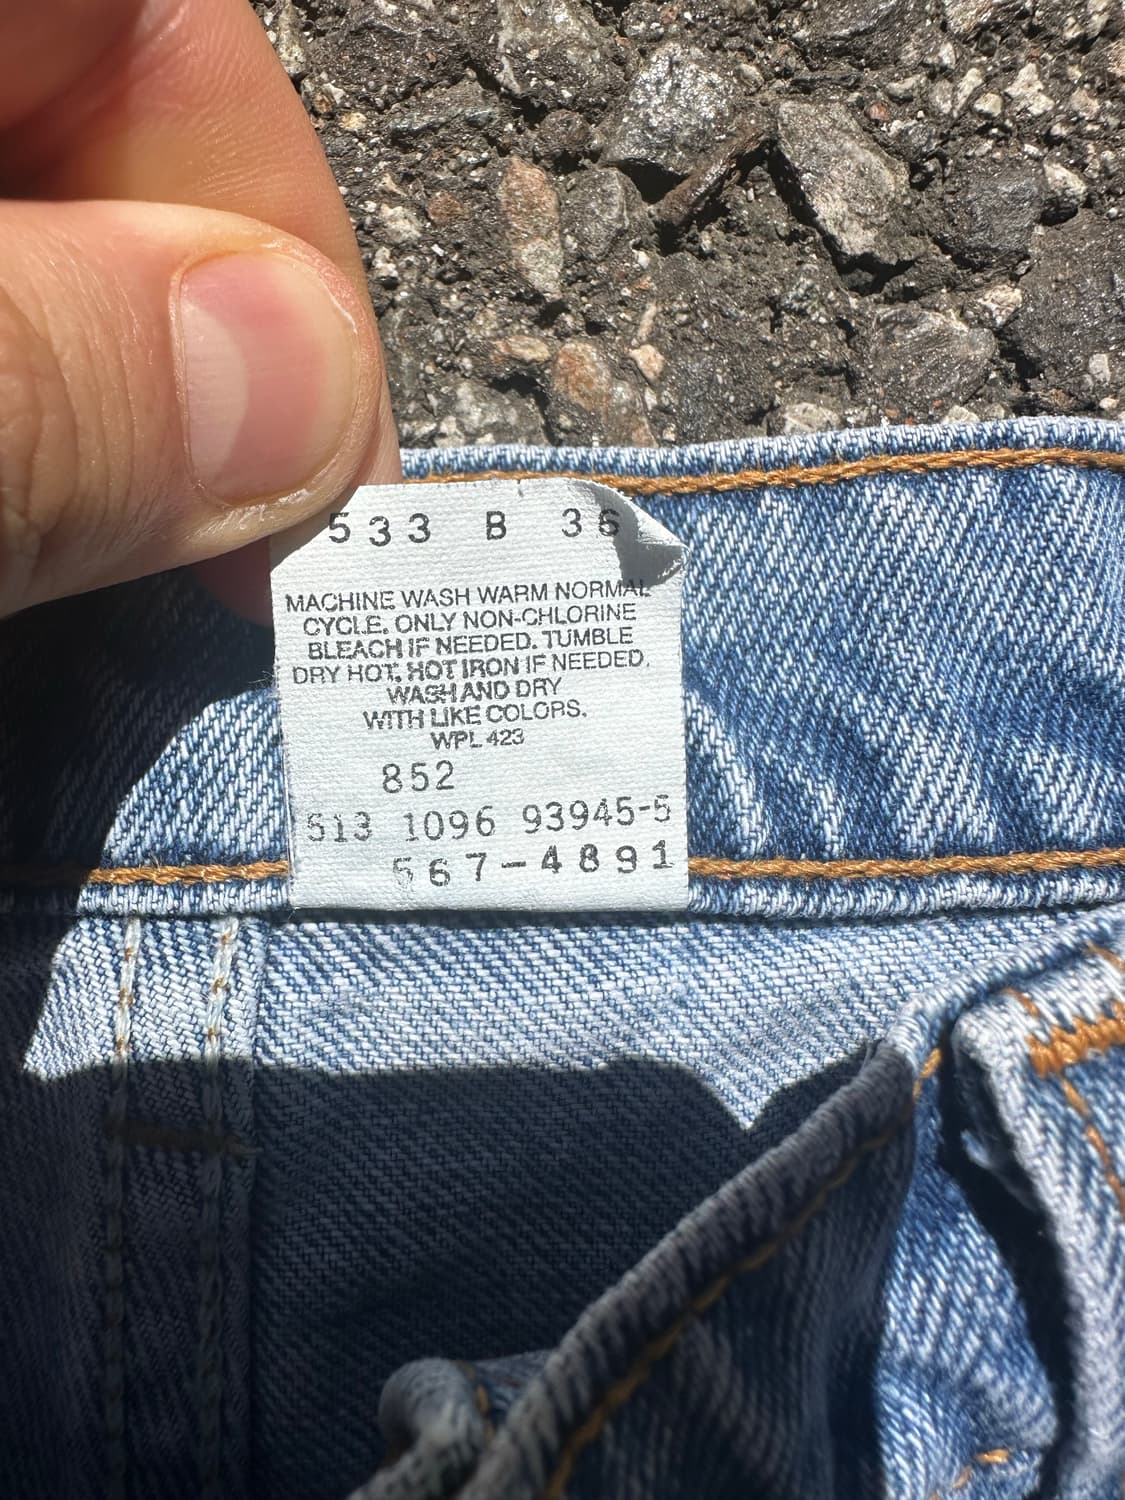 533 B 36
MACHINE WASH WARM NORMAL
CYCLE. ONLY NON-CHLORINE
BLEACH IF NEEDED. TUMBLE
DRY HOT. HOT IRON IF NEEDED.
WASH AND DRY
WITH LIKE COLORS.
WPL 423
852
513 1096 93945-5
567-4891